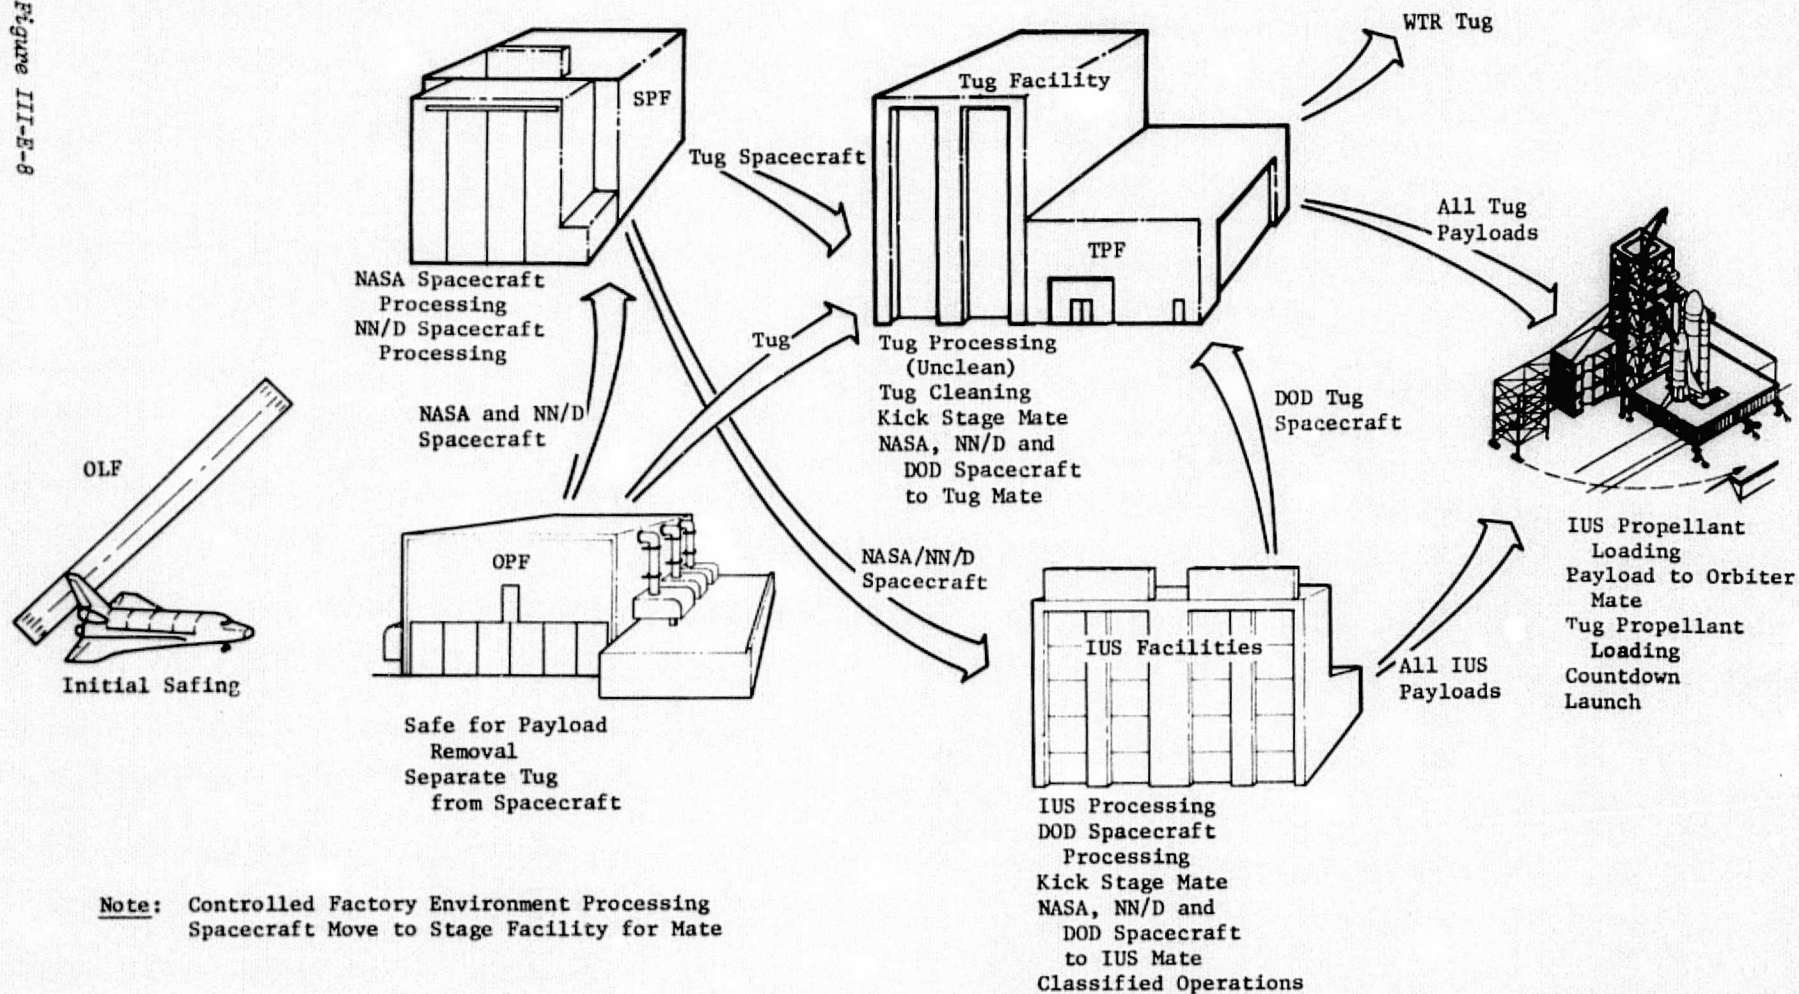 Figure III-E-8
SPF
NASA Spacecraft
Processing
NN/D Spacecraft
Processing
Tug Spacecraft
Tug Facility
TPF
WTR Tug
All Tug
Payloads
Tug
Tug Processing
(Unclean)
Tug Cleaning
Kick Stage Mate
NASA, NN/D and
DOD Spacecraft
to Tug Mate
NASA and NN/D
Spacecraft
DOD Tug
Spacecraft
OLF
Initial Safing
OPF
Safe for Payload
Removal
Separate Tug
from Spacecraft
NASA/NN/D
Spacecraft
IUS Facilities
IUS Processing
DOD Spacecraft
Processing
Kick Stage Mate
NASA, NN/D and
DOD Spacecraft
to IUS Mate
Classified Operations
All IUS
Payloads
IUS Propellant
Loading
Payload to Orbiter
Mate
Tug Propellant
Loading
Countdown
Launch
Note: Controlled Factory Environment Processing
Spacecraft Move to Stage Facility for Mate